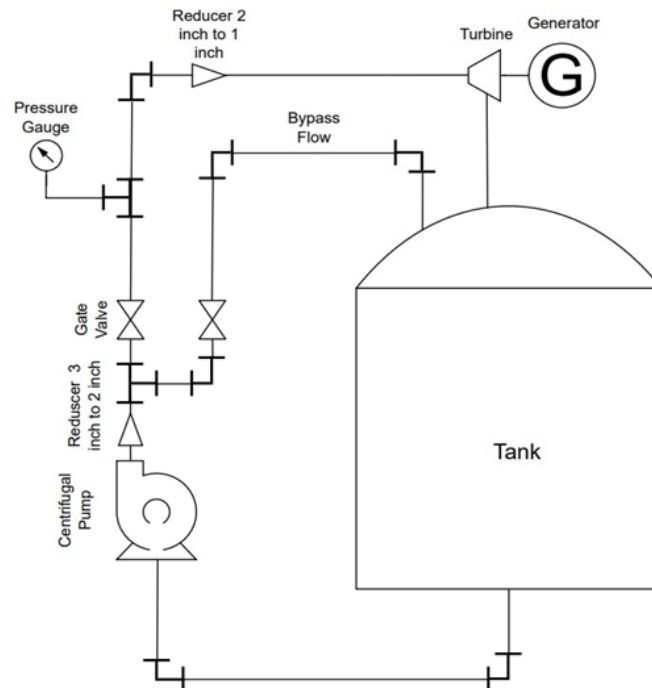 Reducer 2
inch to 1
inch
Turbine
Generator
G
Pressure
Gauge
Bypass
Flow
Gate
Valve
Reduscer 3
inch to 2 inch
Tank
Centrifugal
Pump